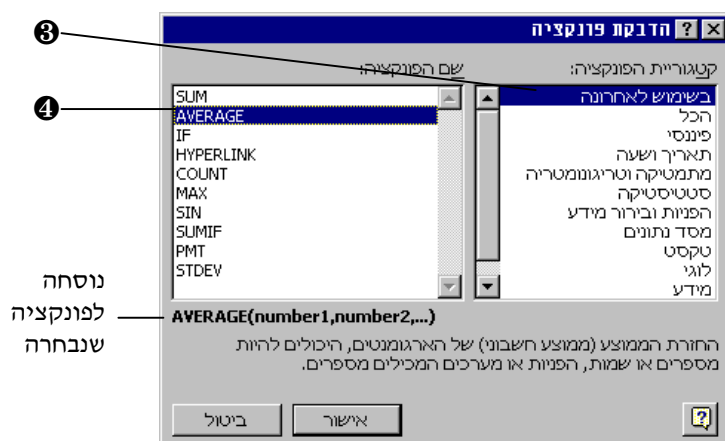 הדבקת פונקציה
❸
קטגוריית הפונקציה:
שם הפונקציה:
בשימוש לאחרונה
הכל
פיננסי
תאריך ושעה
מתמטיקה וטריגונומטריה
סטטיסטיקה
הפניות ובירור מידע
מסד נתונים
טקסט
לוגי
מידע
❹
SUM
AVERAGE
IF
HYPERLINK
COUNT
MAX
SIN
SUMIF
PMT
STDEV
נוסחה
לפונקציה
שנבחרה
AVERAGE(number1,number2,...)
החזרת הממוצע (ממוצע חשבוני) של הארגומנטים, היכולים להיות
מספרים או שמות, הפניות או מערכים המכילים מספרים.
אישור
ביטול